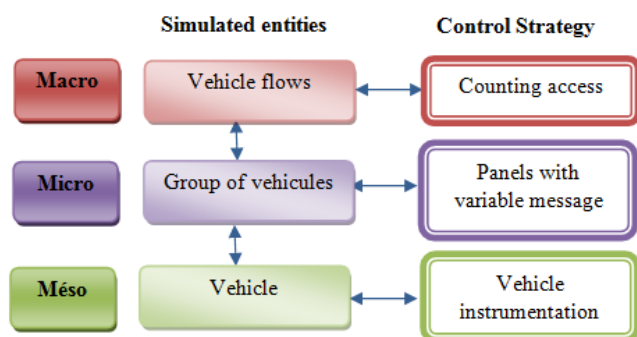 Simulated entities
Control Strategy
Macro
Vehicle flows
Counting access
Micro
Group of vehicules
Panels with
variable message
Méso
Vehicle
Vehicle
instrumentation